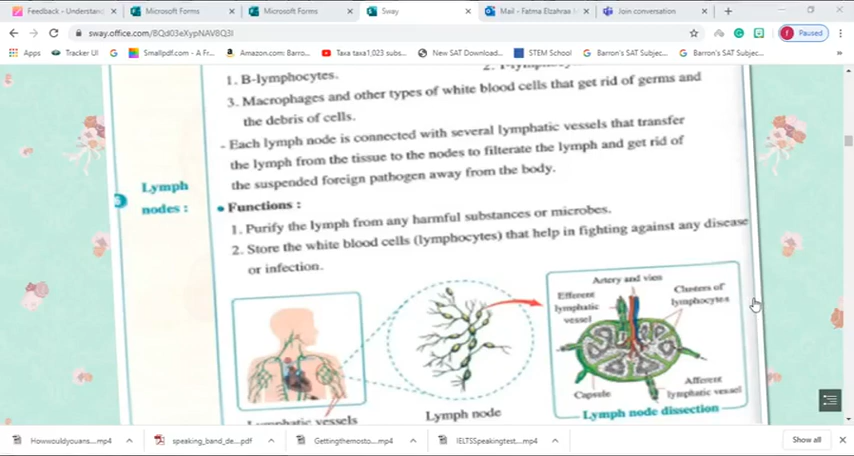 Feedback - Understand
Microsoft Forms
Microsoft Forms
Sway
Mail - Fatma Elzahraa M
Join conversation
sway.office.com/8Qd03eXypNAV8Q3I
Paused
Apps
Tracker UI
Smallpdf.com - A Fr...
Amazon.com: Barro...
Taxa taxa1,023 subs...
New SAT Download...
STEM School
Barron's SAT Subjec...
Barron's SAT Subjec...
1. B-lymphocytes.
3. Macrophages and other types of white blood cells that get rid of germs and
the debris of cells.
- Each lymph node is connected with several lymphatic vessels that transfer
the lymph from the tissue to the nodes to filterate the lymph and get rid of
the suspended foreign pathogen away from the body.
3 Lymph
nodes :
• Functions :
1. Purify the lymph from any harmful substances or microbes.
2. Store the white blood cells (lymphocytes) that help in fighting against any disease
or infection.
Artery and vien
Efferent
lymphatic
vessel
Clusters of
lymphocytes
Capsule
Afferent
lymphatic vessel
Lymphatic vessels
Lymph node
Lymph node dissection
Howwouldyouans....mp4
speaking_band_de....pdf
Gettingthemosto....mp4
IELTSSpeakingtest....mp4
Show all